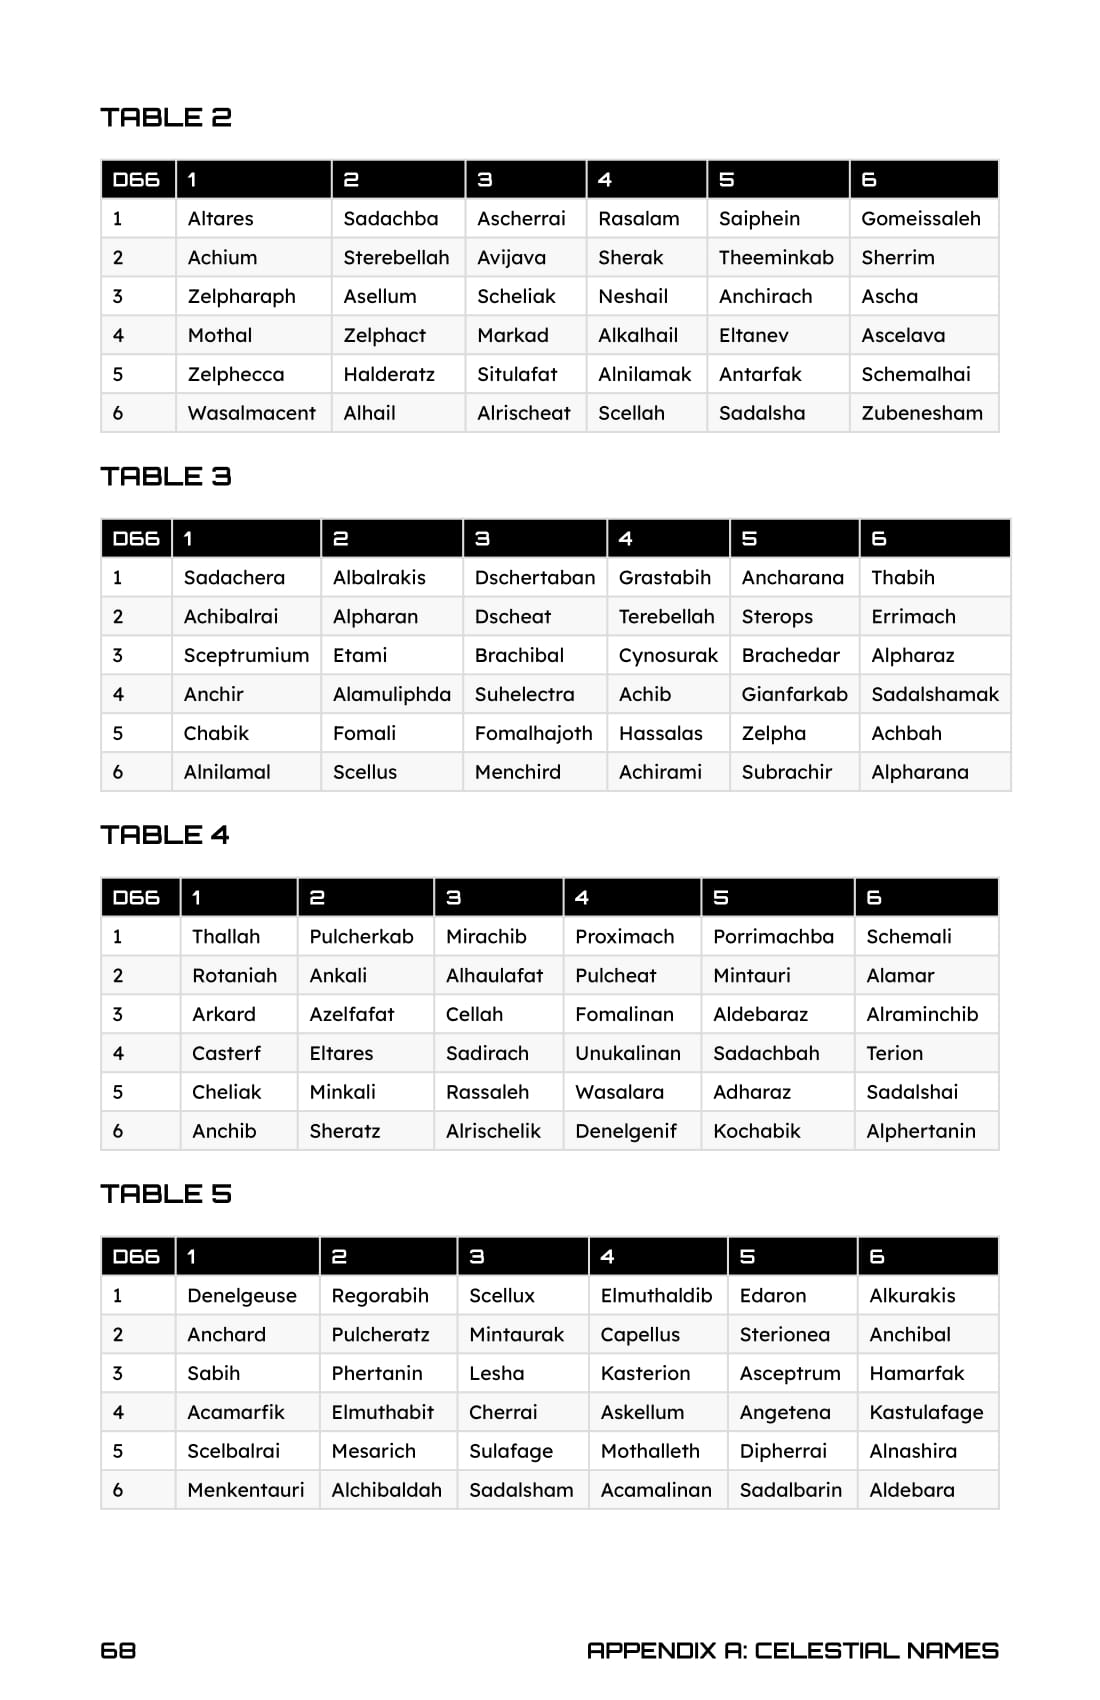 TABLE 2
D66 1 2 3 4 5 6
1 Altares Sadachba Ascherrai Rasalam Saiphein Gomeissaleh
2 Achium Sterebellah Avijava Sherak Theeminkab Sherrim
3 Zelpharaph Asellum Scheliak Neshail Anchirach Ascha
4 Mothal Zelphact Markad Alkalhail Eltanev Ascelava
5 Zelphecca Halderatz Situlafat Alnilamak Antarfak Schemalhai
6 Wasalmacent Alhail Alrischeat Scellah Sadalsha Zubenesham
TABLE 3
D66 1 2 3 4 5 6
1 Sadachera Albalrakis Dschertaban Grastabih Ancharana Thabih
2 Achibalrai Alpharan Dscheat Terebellah Sterops Errimach
3 Sceptrumium Etami Brachibal Cynosurak Brachedar Alpharaz
4 Anchir Alamuliphda Suhelectra Achib Gianfarkab Sadalshamak
5 Chabik Fomali Fomalhajoth Hassalas Zelpha Achbah
6 Alnilamal Scellus Menchird Achirami Subrachir Alpharana
TABLE 4
D66 1 2 3 4 5 6
1 Thallah Pulcherkab Mirachib Proximach Porrimachba Schemali
2 Rotaniah Ankali Alhaulafat Pulcheat Mintauri Alamar
3 Arkard Azelfafat Cellah Fomalinan Aldebaraz Alraminchib
4 Casterf Eltares Sadirach Unukalinan Sadachbah Terion
5 Cheliak Minkali Rassaleh Wasalara Adharaz Sadalshai
6 Anchib Sheratz Alrischelik Denelgenif Kochabik Alphertanin
TABLE 5
D66 1 2 3 4 5 6
1 Denelgeuse Regorabih Scellux Elmuthaldib Edaron Alkurakis
2 Anchard Pulcheratz Mintaurak Capellus Sterionea Anchibal
3 Sabih Phertanin Lesha Kasterion Asceptrum Hamarfak
4 Acamarfik Elmuthabit Cherrai Askellum Angetena Kastulafage
5 Scelbalrai Mesarich Sulafage Mothalleth Dipherrai Alnashira
6 Menkentauri Alchibaldah Sadalsham Acamalinan Sadalbarin Aldebara
68 APPENDIX A: CELESTIAL NAMES